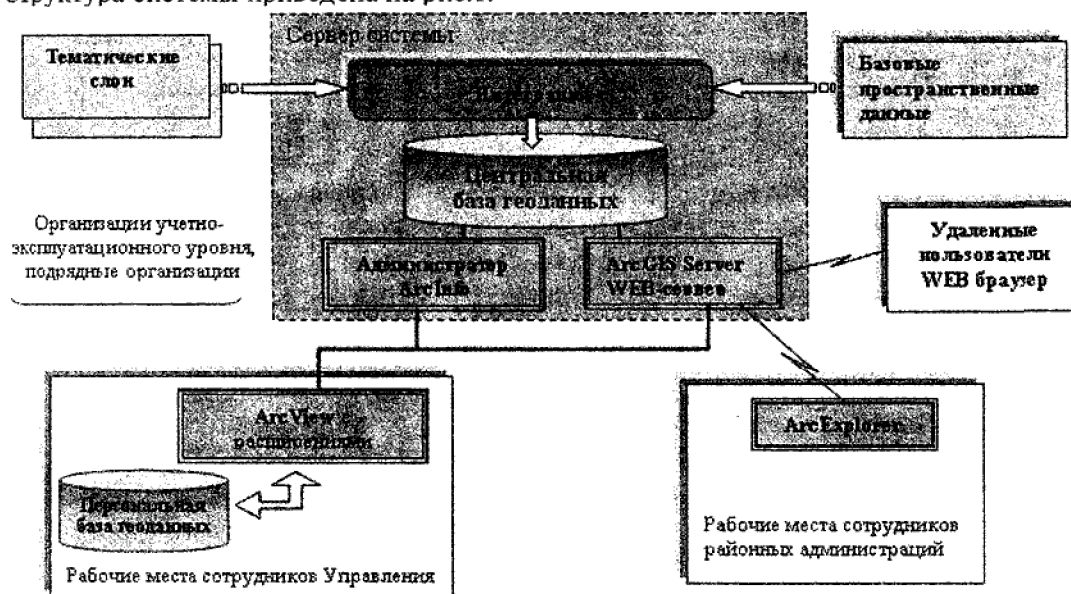 структура системы приведена на рис.
Сервер системы
Тематические
слои
Базовые
пространственные
данные
Центральная
база геоданных
Организации учетно-
эксплуатационного уровня,
подрядные организации
Администратор
ArcInfo
ArcGIS Server
WEB-сервер
Удаленные
пользователи
WEB браузер
ArcView
расширениями
ArcExplorer
Персональная
база геоданных
Рабочие места сотрудников
районных администраций
Рабочие места сотрудников Управления